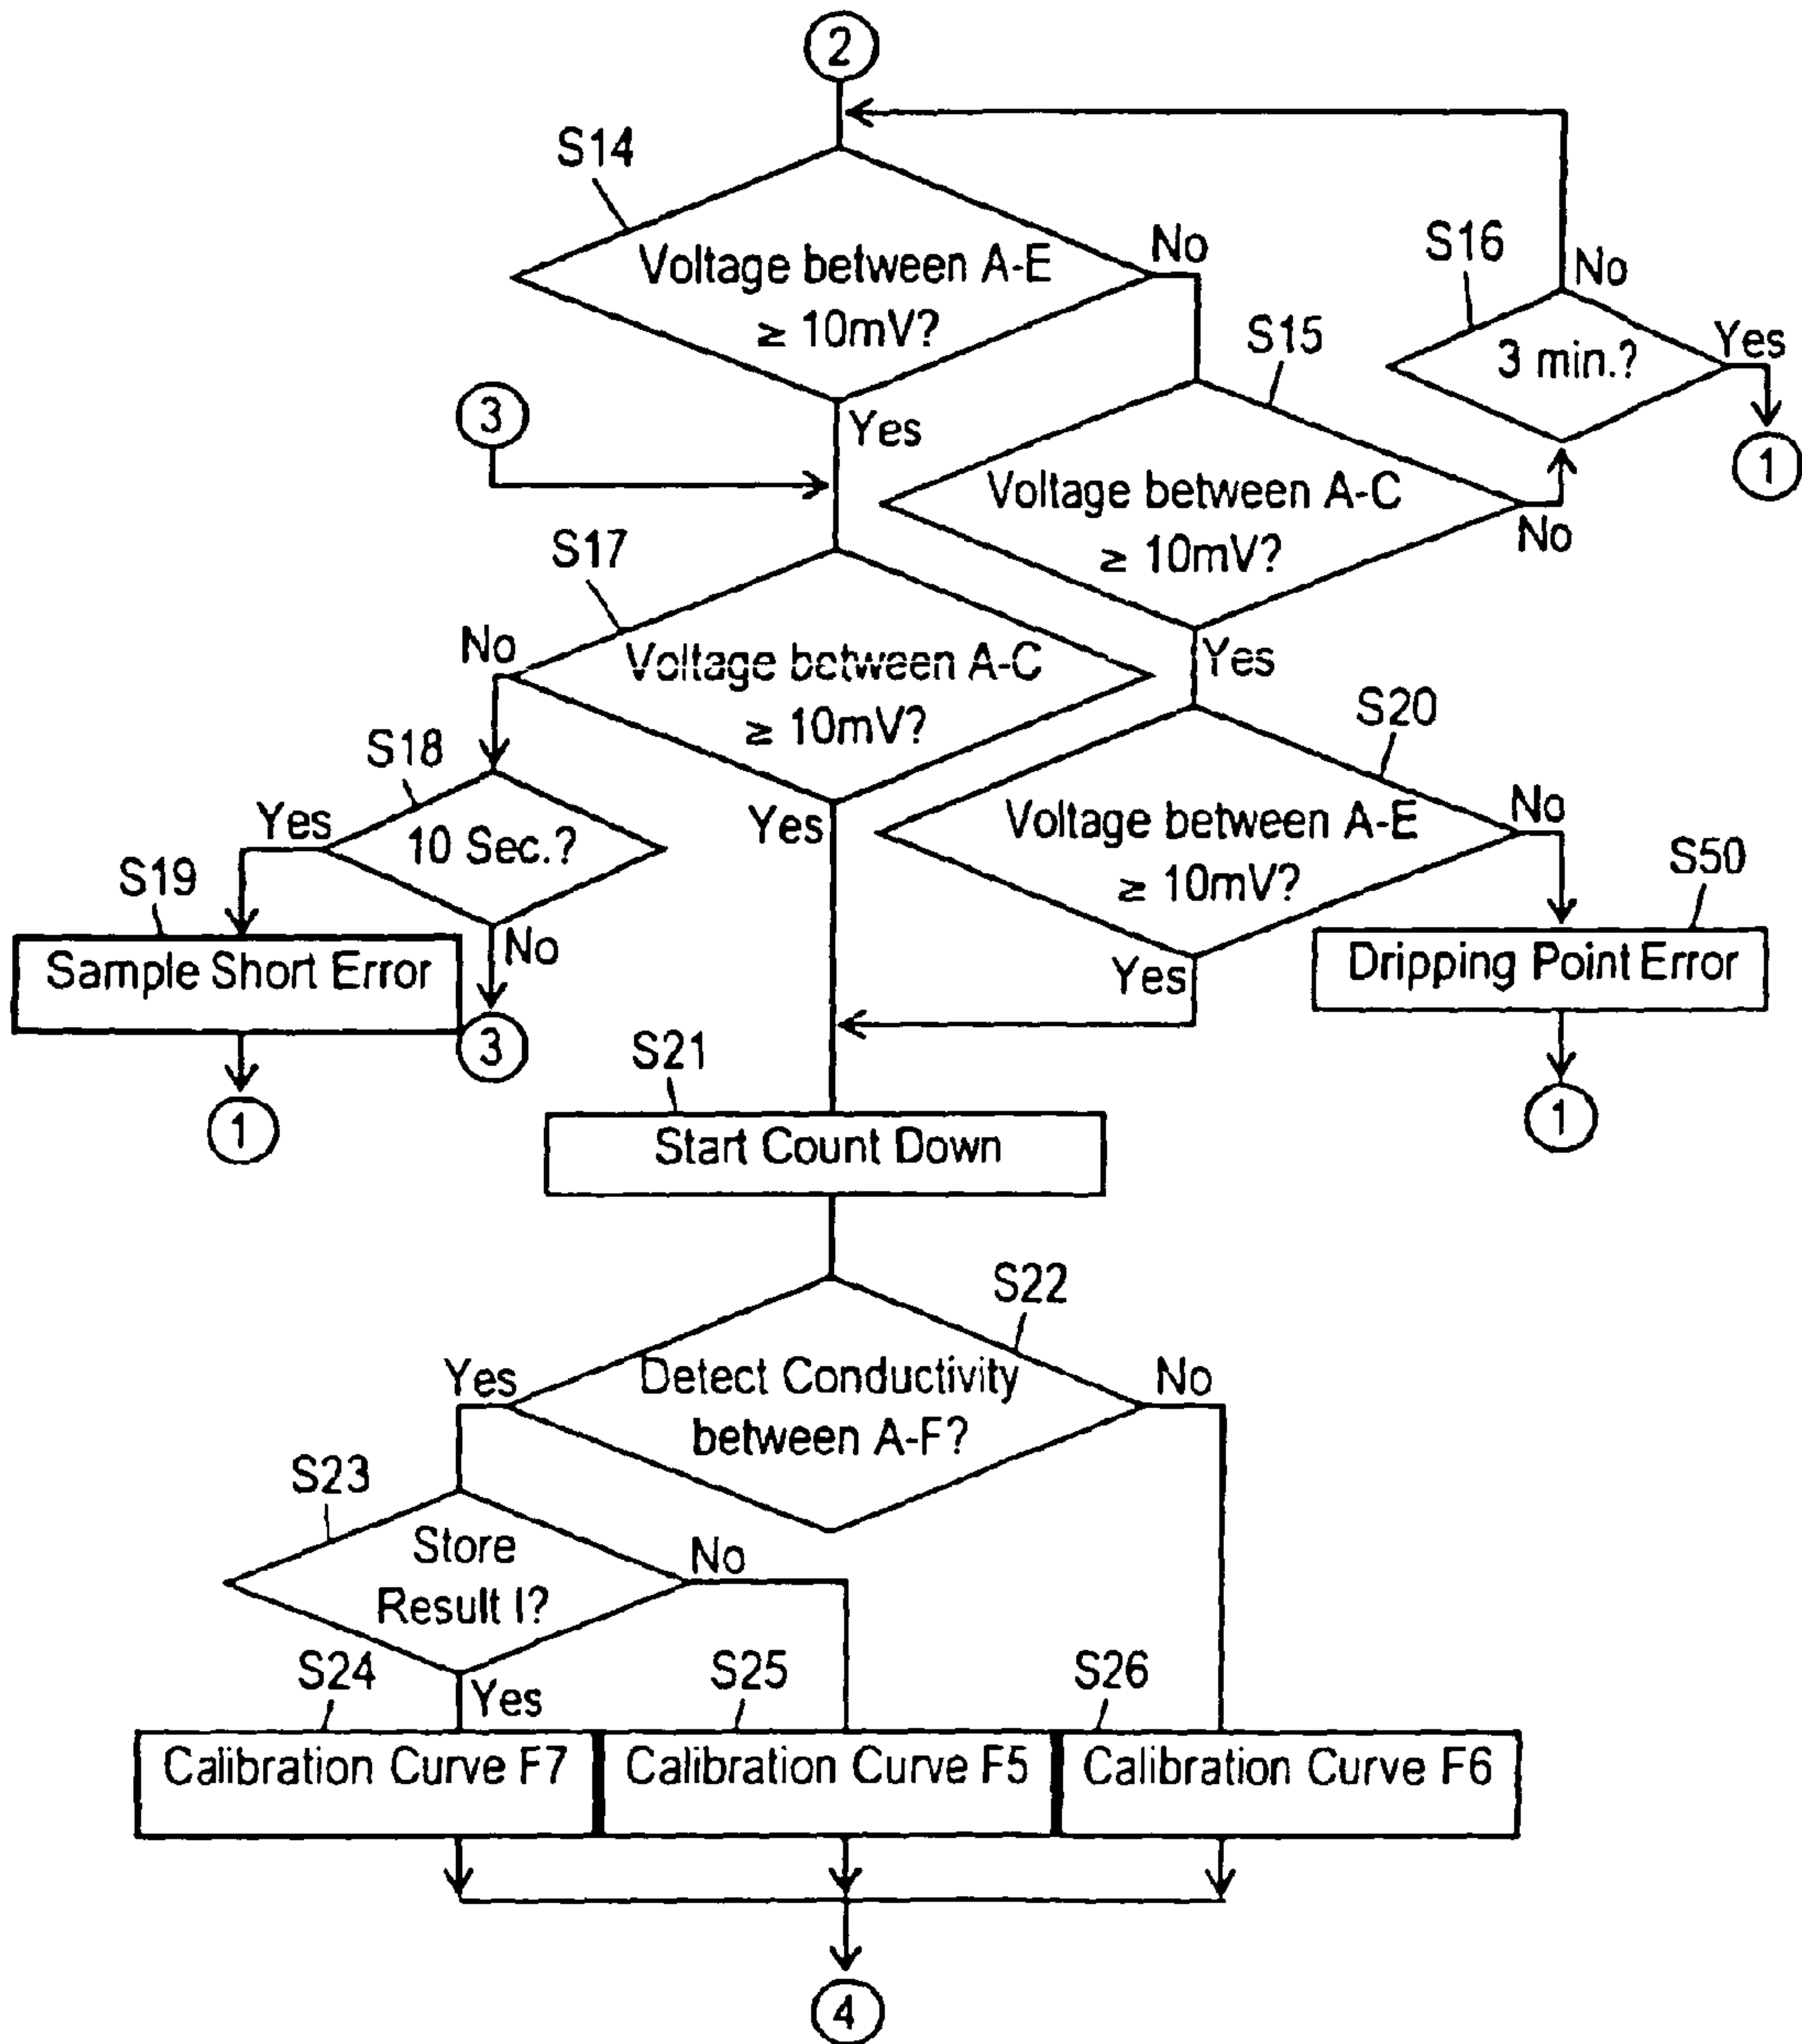 2
S14
Voltage between A-E
≥ 10mV?
No
Yes
S16
3 min.?
No
Yes
1
S15
Voltage between A-C
≥ 10mV?
No
Yes
3
S17
Voltage between A-C
≥ 10mV?
No
Yes
S18
10 Sec.?
Yes
No
S19
Sample Short Error
1
3
S20
Voltage between A-E
≥ 10mV?
No
Yes
S50
Dripping Point Error
1
S21
Start Count Down
S22
Detect Conductivity
between A-F?
Yes
No
S23
Store
Result I?
No
Yes
S24
Calibration Curve F7
S25
Calibration Curve F5
S26
Calibration Curve F6
4